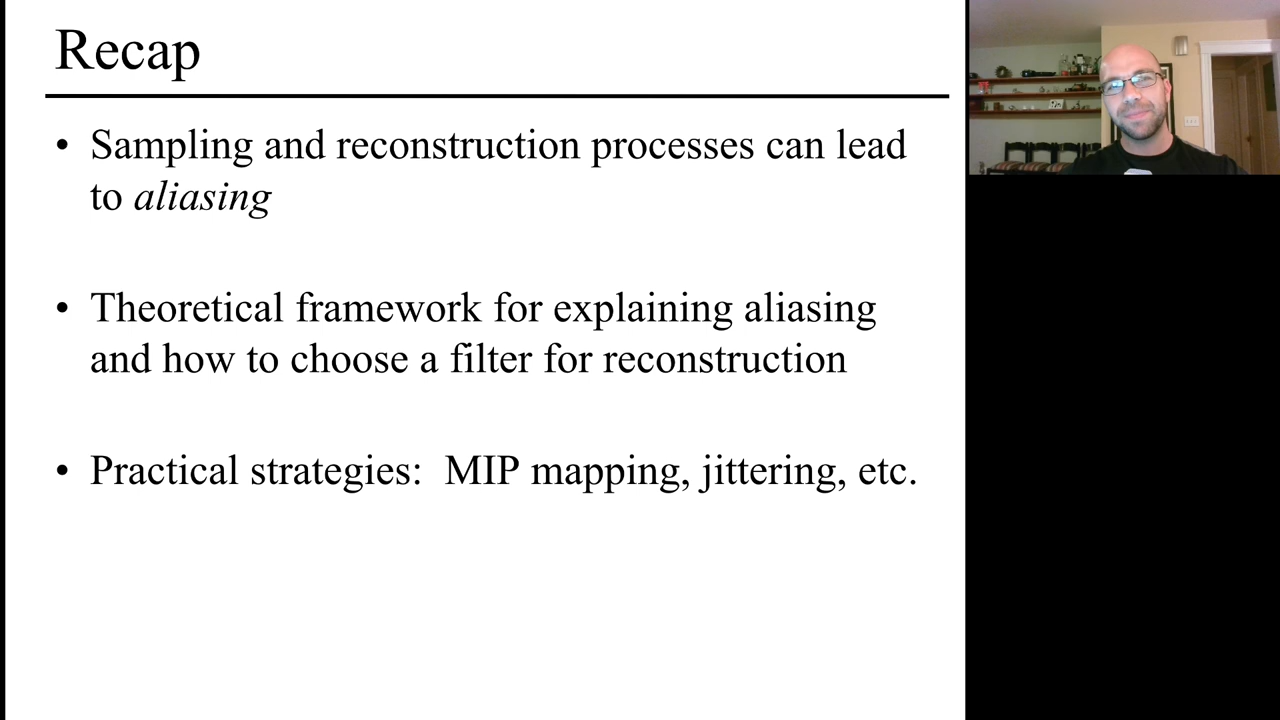 Recap
• Sampling and reconstruction processes can lead
to aliasing
• Theoretical framework for explaining aliasing
and how to choose a filter for reconstruction
• Practical strategies:  MIP mapping, jittering, etc.